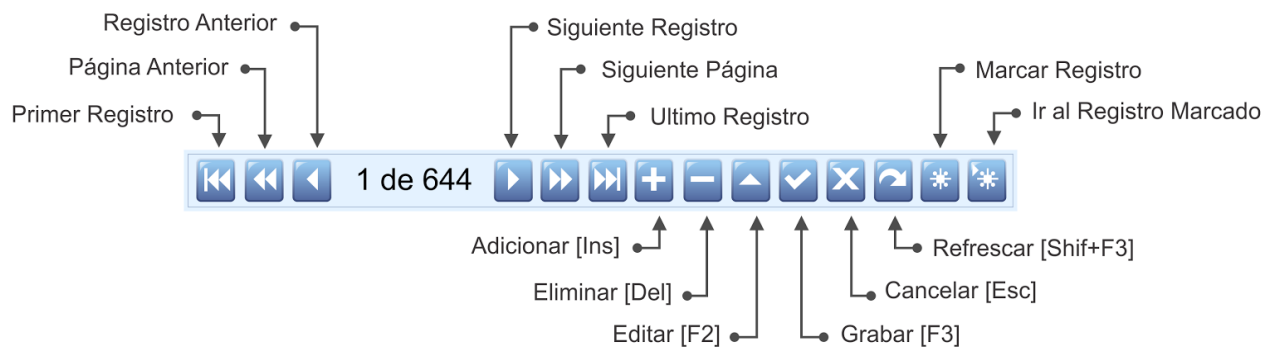 Registro Anterior
Siguiente Registro
Página Anterior
Siguiente Página
Marcar Registro
Primer Registro
Ultimo Registro
Ir al Registro Marcado
1 de 644
Adicionar [Ins]
Refrescar [Shif+F3]
Eliminar [Del]
Cancelar [Esc]
Editar [F2]
Grabar [F3]